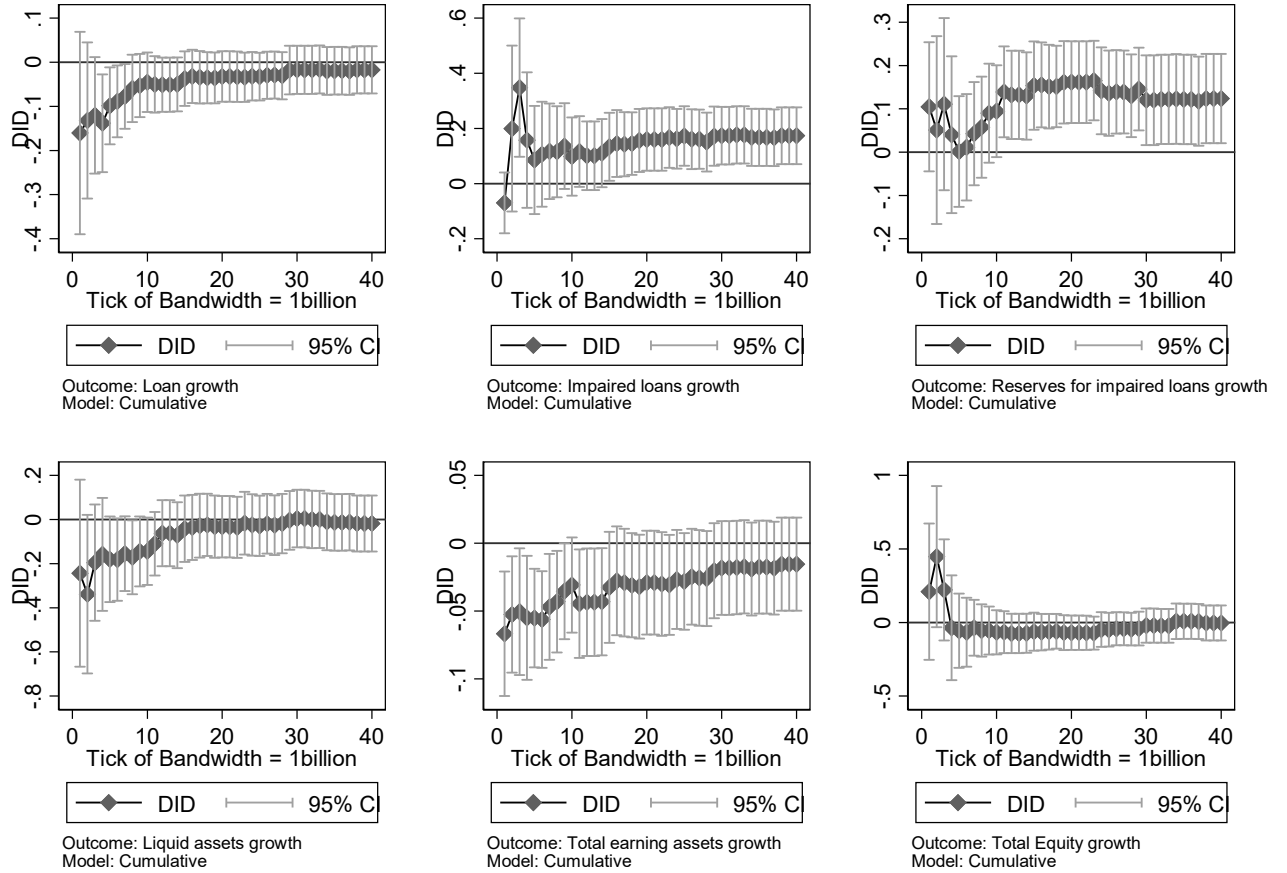 .1
0
-.1
-.2
-.3
-.4
DID
0 10 20 30 40
Tick of Bandwidth = 1billion
DID 95% CI
Outcome: Loan growth
Model: Cumulative
.6
.4
.2
0
-.2
DID
0 10 20 30 40
Tick of Bandwidth = 1billion
DID 95% CI
Outcome: Impaired loans growth
Model: Cumulative
.3
.2
.1
0
-.1
-.2
DID
0 10 20 30 40
Tick of Bandwidth = 1billion
DID 95% CI
Outcome: Reserves for impaired loans growth
Model: Cumulative
.2
0
-.2
-.4
-.6
-.8
DID
0 10 20 30 40
Tick of Bandwidth = 1billion
DID 95% CI
Outcome: Liquid assets growth
Model: Cumulative
.05
0
-.05
-.1
DID
0 10 20 30 40
Tick of Bandwidth = 1billion
DID 95% CI
Outcome: Total earning assets growth
Model: Cumulative
1
.5
0
-.5
DID
0 10 20 30 40
Tick of Bandwidth = 1billion
DID 95% CI
Outcome: Total Equity growth
Model: Cumulative